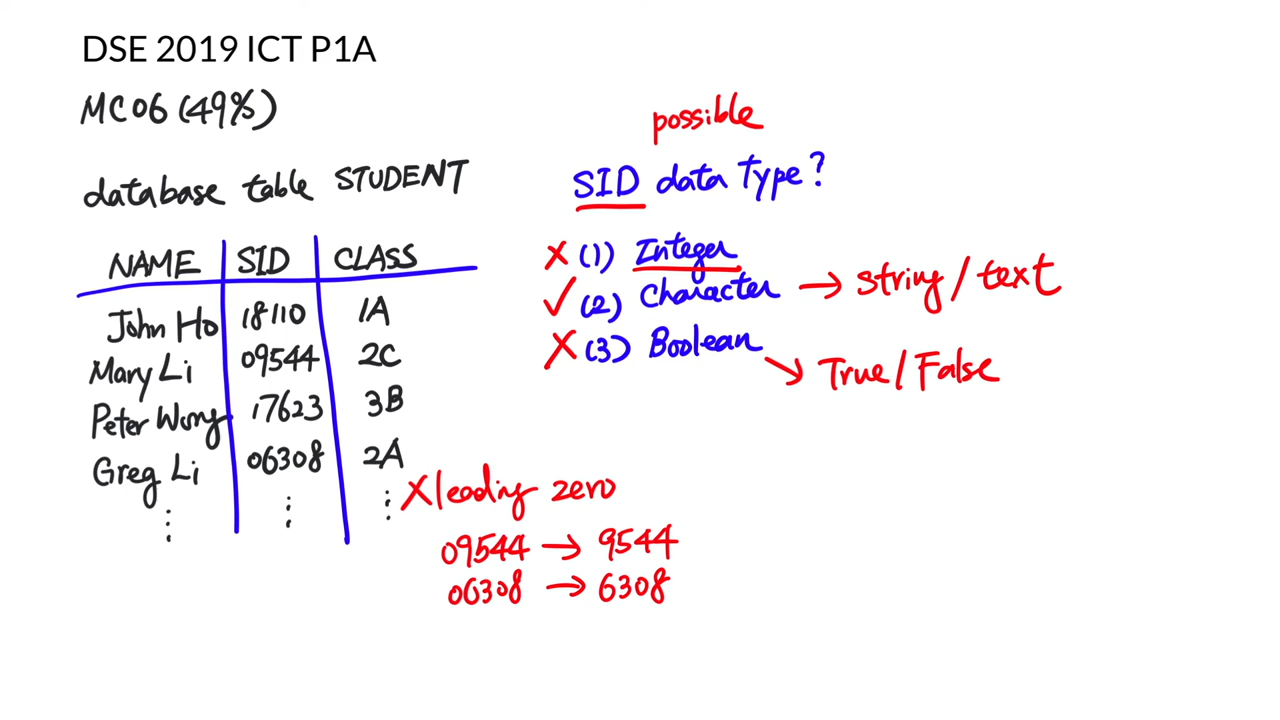 DSE 2019 ICT P1A
MC06 (49%)
database table STUDENT
NAME SID CLASS
John Ho 18110 1A
Mary Li 09544 2C
Peter Wong 17623 3B
Greg Li 06308 2A
⋮ ⋮ ⋮
possible
SID data Type?
X (1) Integer
✓ (2) Character → string / text
X (3) Boolean → True / False
X leading zero
09544 → 9544
06308 → 6308